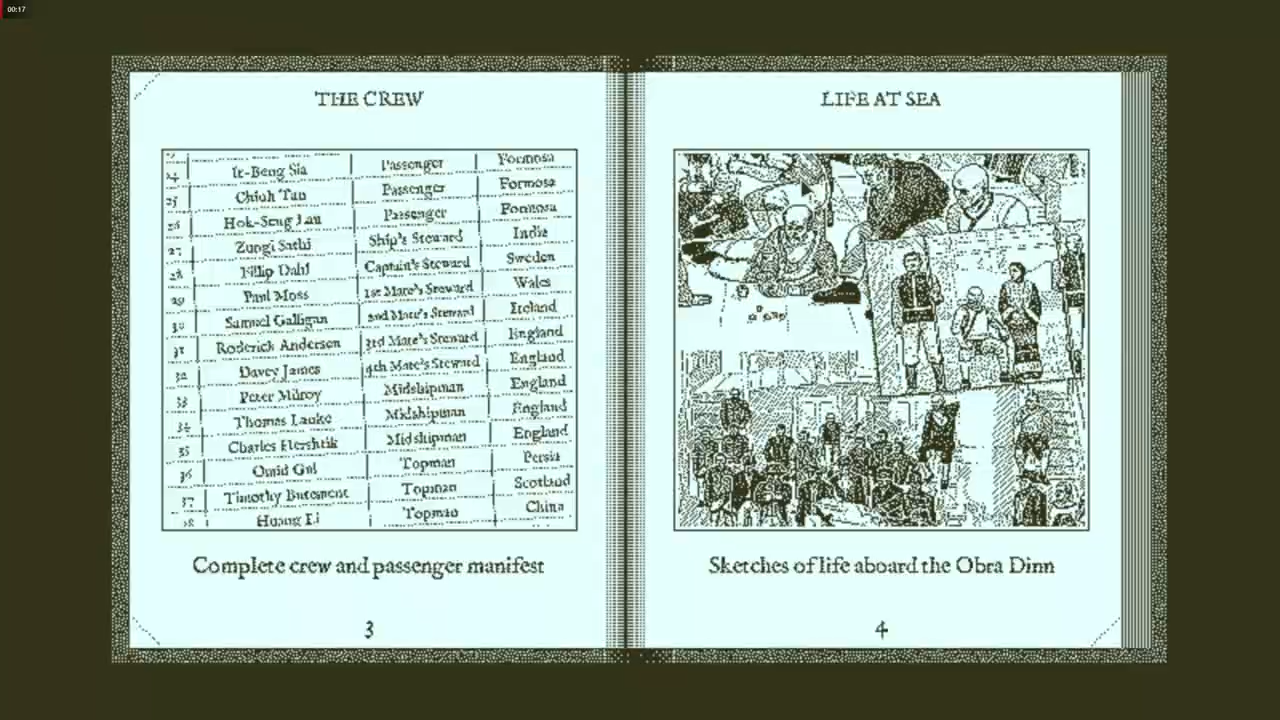 00:17
THE CREW
It-Beng Sia Passenger Formosa
25 Chioh Tan Passenger Formosa
26 Hok-Seng Lau Passenger Formosa
27 Zungi Sathi Ship's Steward India
28 Filip Dahl Captain's Steward Sweden
29 Paul Moss 1st Mate's Steward Wales
30 Samuel Galligan 2nd Mate's Steward Ireland
31 Roderick Andersen 3rd Mate's Steward England
32 Davey James 4th Mate's Steward England
33 Peter Milroy Midshipman England
34 Thomas Lanke Midshipman England
35 Charles Hershtik Midshipman England
36 Omid Gul Topman Persia
37 Timothy Butement Topman Scotland
Huang Li Topman China
Complete crew and passenger manifest
3
LIFE AT SEA
Sketches of life aboard the Obra Dinn
4